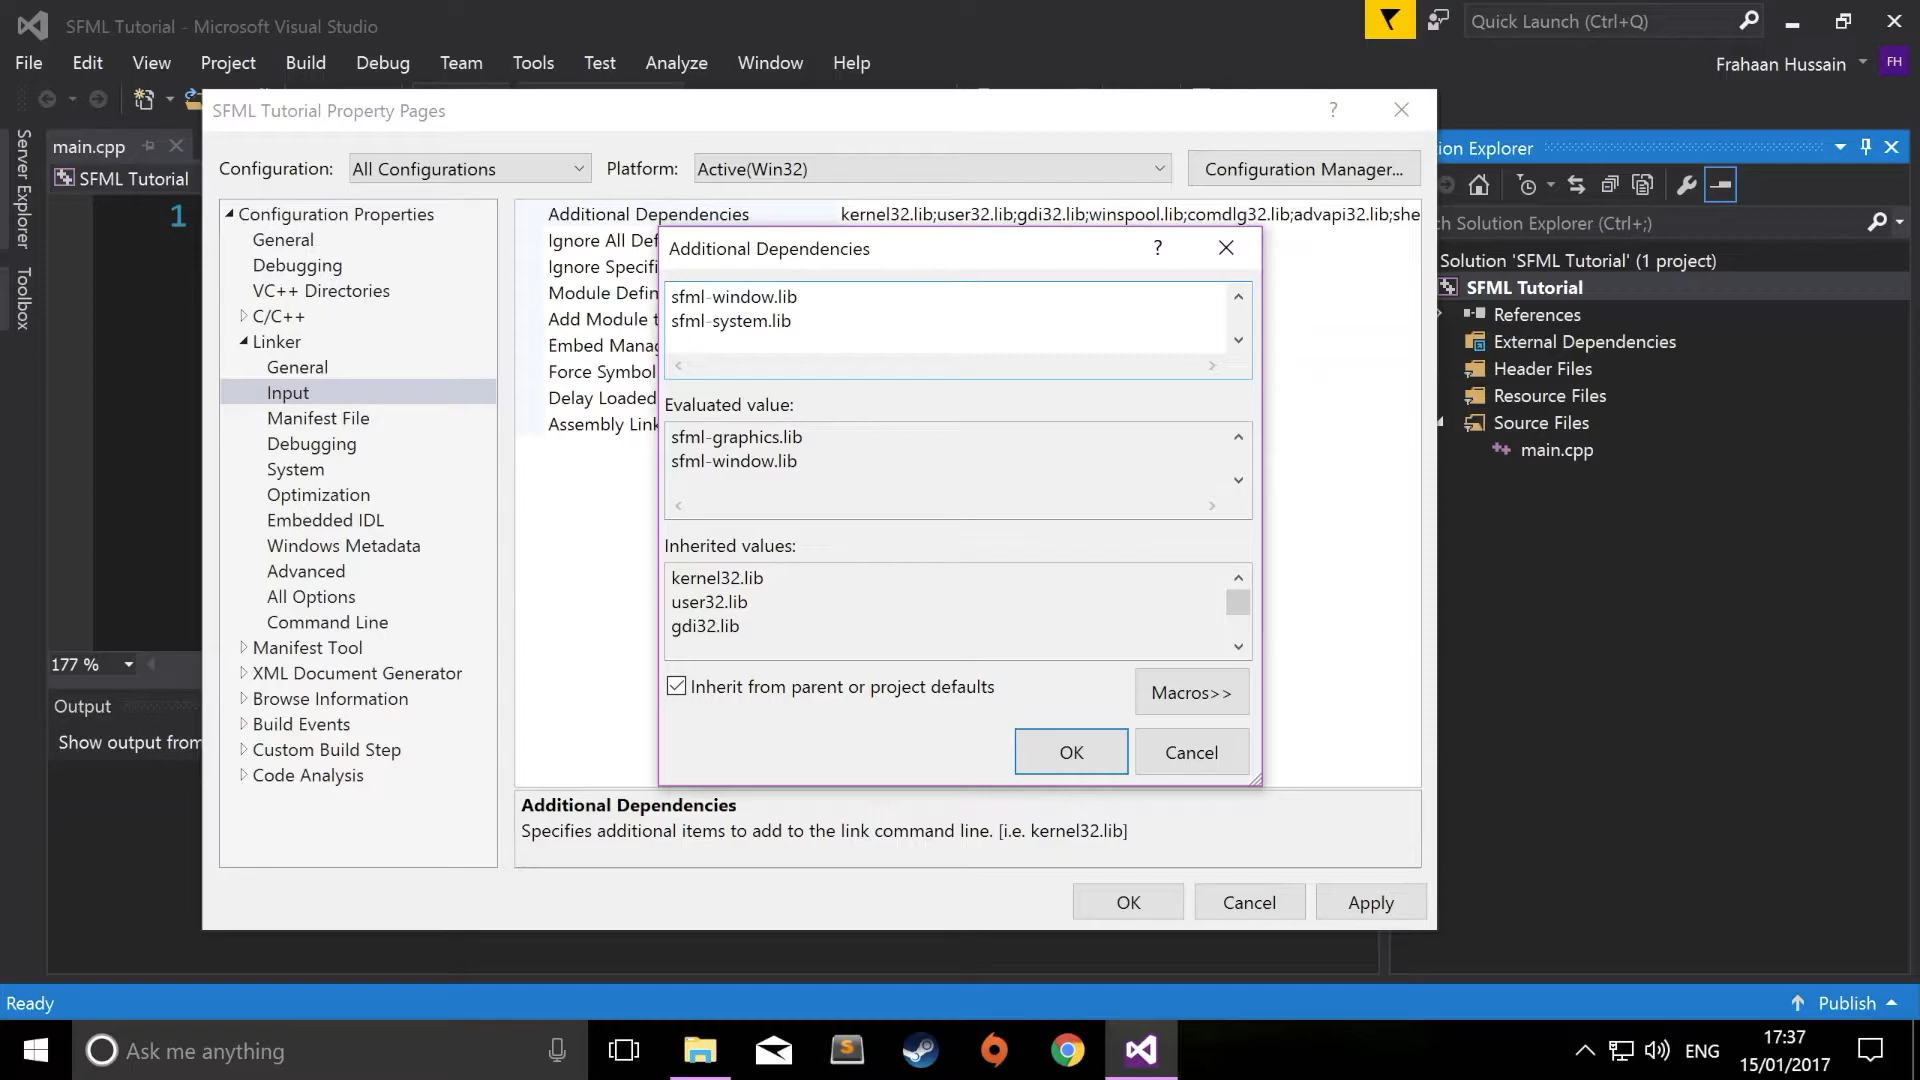 SFML Tutorial - Microsoft Visual Studio
Quick Launch (Ctrl+Q)
File Edit View Project Build Debug Team Tools Test Analyze Window Help
Frahaan Hussain
FH
SFML Tutorial Property Pages
?
Server Explorer
Toolbox
main.cpp
SFML Tutorial
1
177 %
Output
Show output from
Configuration: All Configurations Platform: Active(Win32) Configuration Manager...
Configuration Properties
General
Debugging
VC++ Directories
C/C++
Linker
General
Input
Manifest File
Debugging
System
Optimization
Embedded IDL
Windows Metadata
Advanced
All Options
Command Line
Manifest Tool
XML Document Generator
Browse Information
Build Events
Custom Build Step
Code Analysis
Additional Dependencies kernel32.lib;user32.lib;gdi32.lib;winspool.lib;comdlg32.lib;advapi32.lib;she
Ignore All Def
Ignore Specifi
Module Defin
Add Module t
Embed Mana
Force Symbol
Delay Loaded
Assembly Link
Additional Dependencies
?
sfml-window.lib
sfml-system.lib
Evaluated value:
sfml-graphics.lib
sfml-window.lib
Inherited values:
kernel32.lib
user32.lib
gdi32.lib
Inherit from parent or project defaults
Macros>>
OK Cancel
Additional Dependencies
Specifies additional items to add to the link command line. [i.e. kernel32.lib]
OK Cancel Apply
ion Explorer
ch Solution Explorer (Ctrl+;)
Solution 'SFML Tutorial' (1 project)
SFML Tutorial
References
External Dependencies
Header Files
Resource Files
Source Files
main.cpp
Ready
Publish
Ask me anything
S
ENG
17:37
15/01/2017